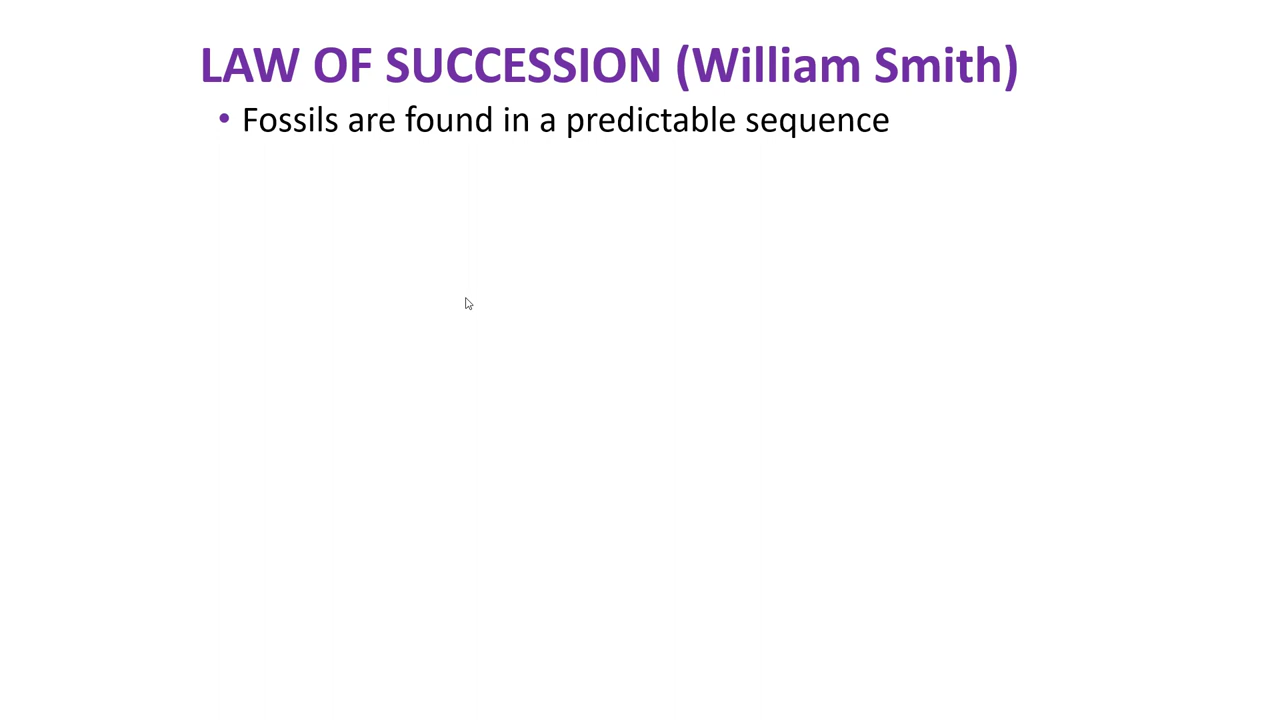 LAW OF SUCCESSION (William Smith)
• Fossils are found in a predictable sequence